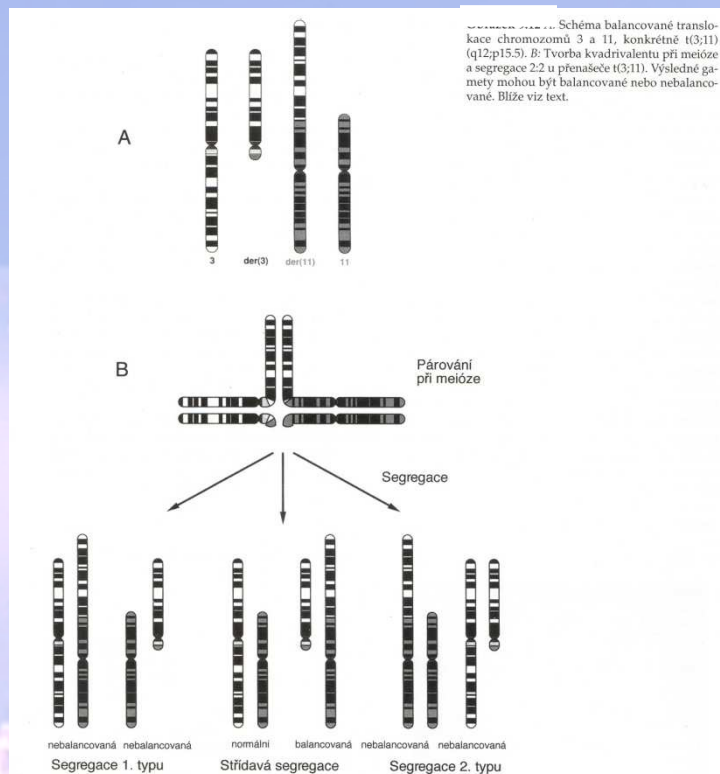 Schéma balancované translo-
kace chromozomů 3 a 11, konkrétně t(3;11)
(q12;p15.5). B: Tvorba kvadrivalentu při meióze
a segregace 2:2 u přenašeče t(3;11). Výsledné ga-
mety mohou být balancované nebo nebalanco-
vané. Blíže viz text.
A
3 der(3) der(11) 11
B
Párování
při meióze
Segregace
nebalancovaná nebalancovaná normální balancovaná nebalancovaná nebalancovaná
Segregace 1. typu Střídavá segregace Segregace 2. typu